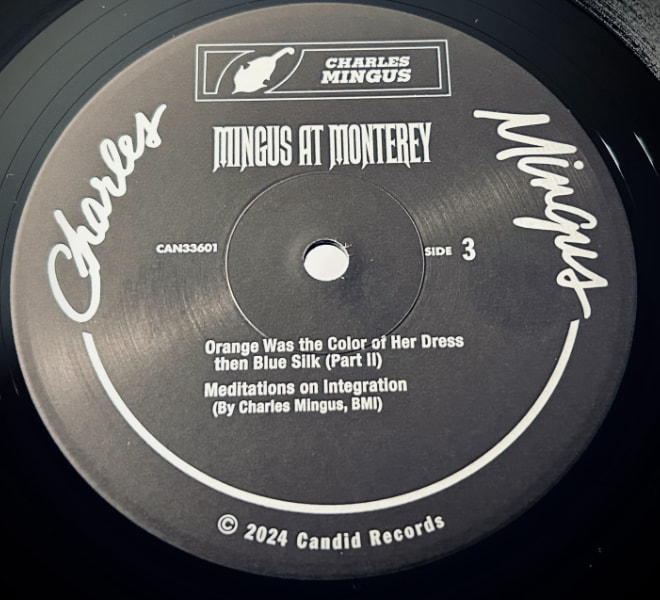 CHARLES
MINGUS
MINGUS AT MONTEREY
Charles
Mingus
CAN33601
SIDE 3
Orange Was the Color of Her Dress
then Blue Silk (Part II)
Meditations on Integration
(By Charles Mingus, BMI)
© 2024 Candid Records